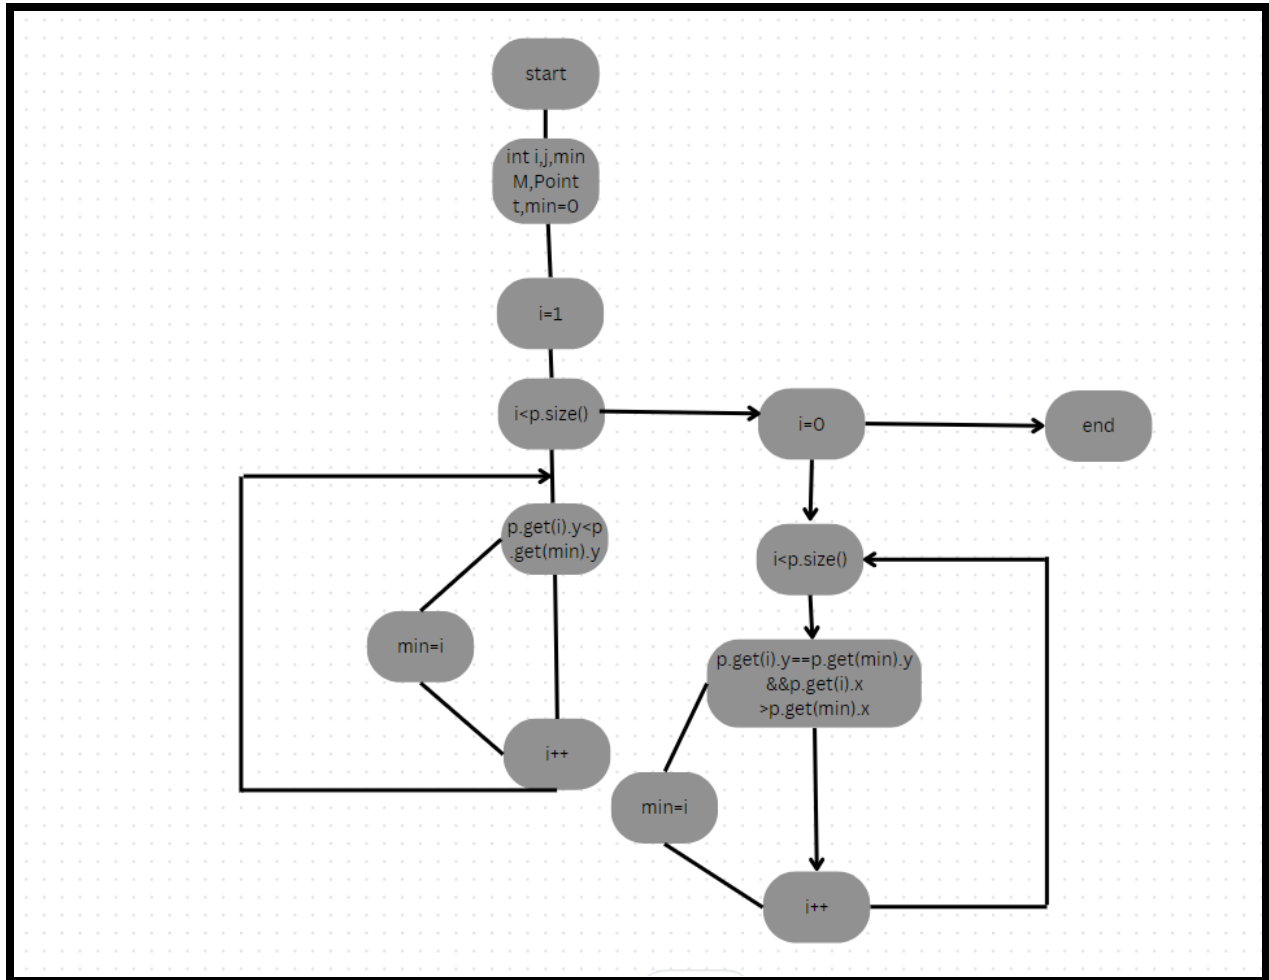 start
int i,j,min
M,Point
t,min=0
i=1
i<p.size()
i=0
end
p.get(i).y<p
.get(min).y
i<p.size()
min=i
p.get(i).y==p.get(min).y
&&p.get(i).x
>p.get(min).x
i++
min=i
i++